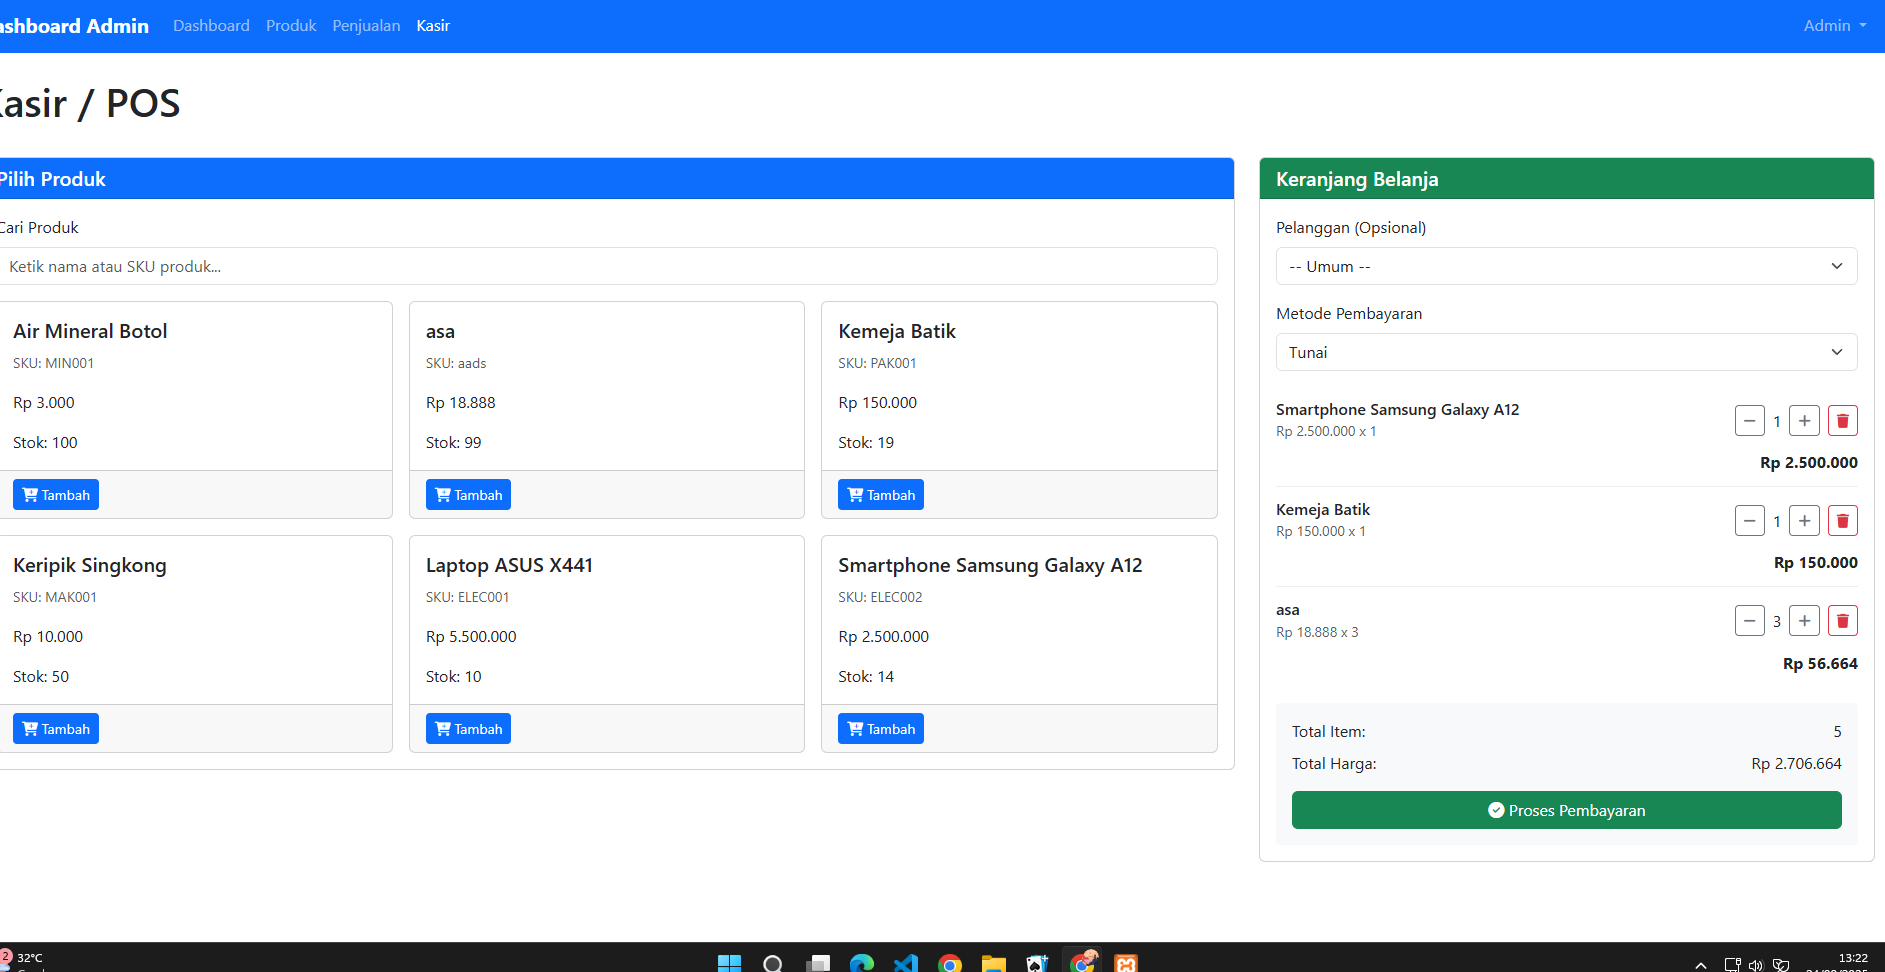 ashboard Admin Dashboard Produk Penjualan Kasir Admin
asir / POS
Pilih Produk
Cari Produk
Ketik nama atau SKU produk...
Air Mineral Botol
SKU: MIN001
Rp 3.000
Stok: 100
Tambah
asa
SKU: aads
Rp 18.888
Stok: 99
Tambah
Kemeja Batik
SKU: PAK001
Rp 150.000
Stok: 19
Tambah
Keripik Singkong
SKU: MAK001
Rp 10.000
Stok: 50
Tambah
Laptop ASUS X441
SKU: ELEC001
Rp 5.500.000
Stok: 10
Tambah
Smartphone Samsung Galaxy A12
SKU: ELEC002
Rp 2.500.000
Stok: 14
Tambah
Keranjang Belanja
Pelanggan (Opsional)
-- Umum --
Metode Pembayaran
Tunai
Smartphone Samsung Galaxy A12
Rp 2.500.000 x 1
1
Rp 2.500.000
Kemeja Batik
Rp 150.000 x 1
1
Rp 150.000
asa
Rp 18.888 x 3
3
Rp 56.664
Total Item: 5
Total Harga: Rp 2.706.664
Proses Pembayaran
2
32°C
13:22